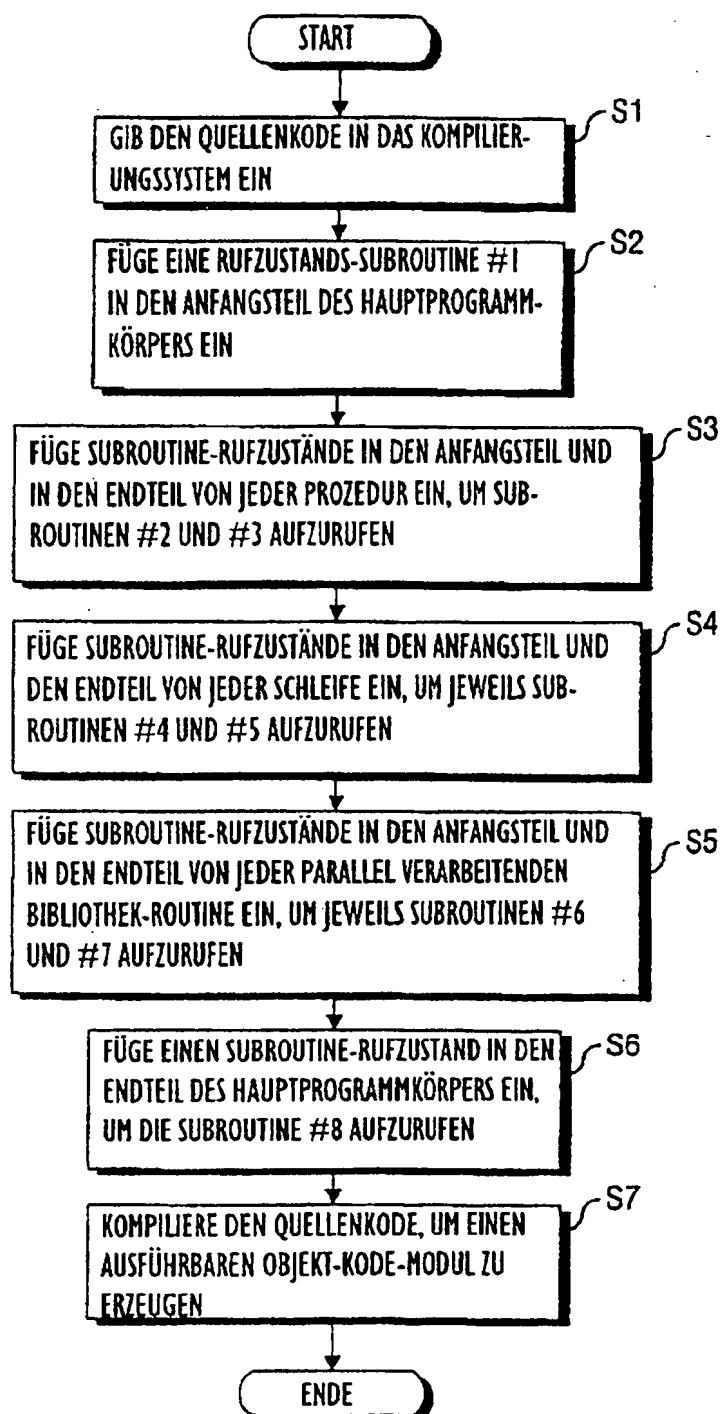 START
S1
GIB DEN QUELLENKODE IN DAS KOMPILIER-
UNGSSYSTEM EIN
S2
FÜGE EINE RUFZUSTANDS-SUBROUTINE #1
IN DEN ANFANGSTEIL DES HAUPTPROGRAMM-
KÖRPERS EIN
S3
FÜGE SUBROUTINE-RUFZUSTÄNDE IN DEN ANFANGSTEIL UND
IN DEN ENDTEIL VON JEDER PROZEDUR EIN, UM SUB-
ROUTINEN #2 UND #3 AUFZURUFEN
S4
FÜGE SUBROUTINE-RUFZUSTÄNDE IN DEN ANFANGSTEIL UND
DEN ENDTEIL VON JEDER SCHLEIFE EIN, UM JEWEILS SUB-
ROUTINEN #4 UND #5 AUFZURUFEN
S5
FÜGE SUBROUTINE-RUFZUSTÄNDE IN DEN ANFANGSTEIL UND
IN DEN ENDTEIL VON JEDER PARALLEL VERARBEITENDEN
BIBLIOTHEK-ROUTINE EIN, UM JEWEILS SUBROUTINEN #6
UND #7 AUFZURUFEN
S6
FÜGE EINEN SUBROUTINE-RUFZUSTAND IN DEN
ENDTEIL DES HAUPTPROGRAMMKÖRPERS EIN,
UM DIE SUBROUTINE #8 AUFZURUFEN
S7
KOMPILIERE DEN QUELLENKODE, UM EINEN
AUSFÜHRBAREN OBJEKT-KODE-MODUL ZU
ERZEUGEN
ENDE